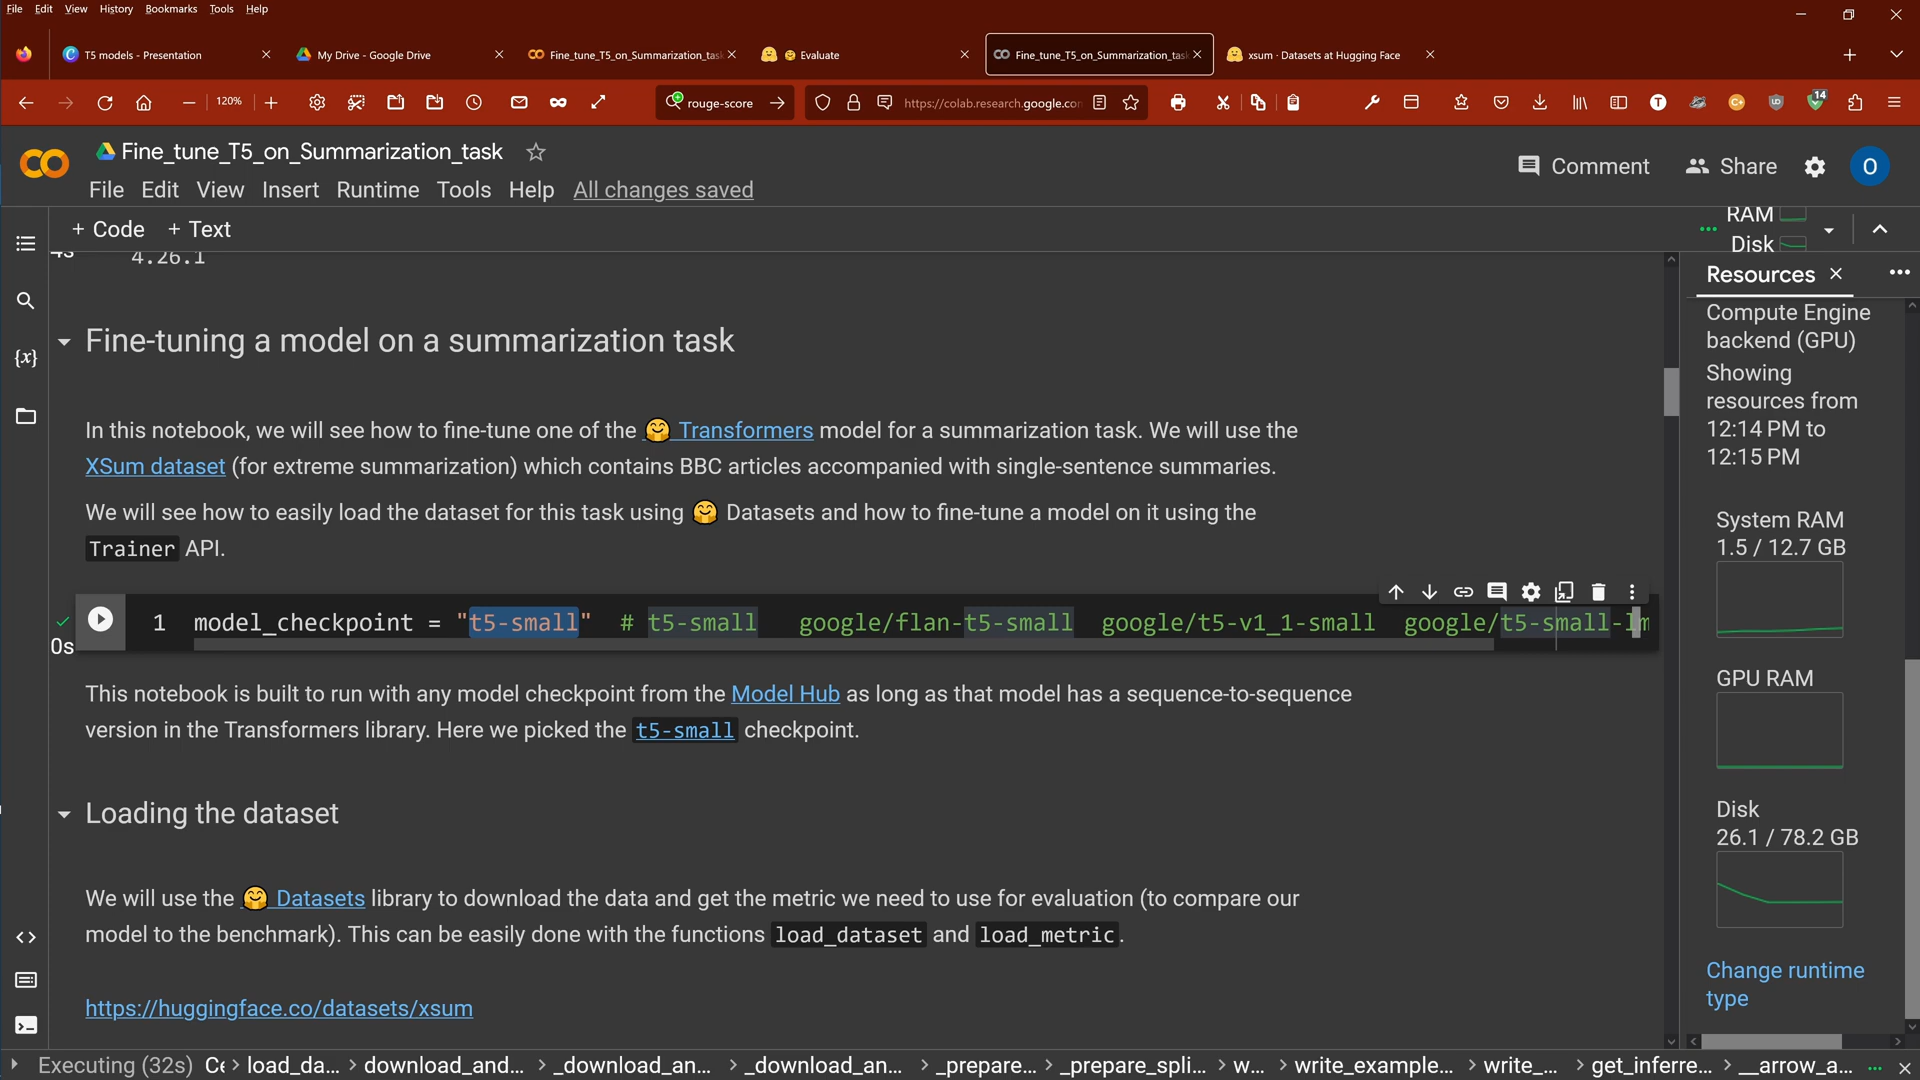 File Edit View History Bookmarks Tools Help
T5 models - Presentation
My Drive - Google Drive
Fine_tune_T5_on_Summarization_task
Evaluate
Fine_tune_T5_on_Summarization_task
xsum · Datasets at Hugging Face
120%
rouge-score
https://colab.research.google.com
14
Fine_tune_T5_on_Summarization_task
File Edit View Insert Runtime Tools Help All changes saved
Comment
Share
O
+ Code + Text
RAM
Disk
4s
4.26.1
Fine-tuning a model on a summarization task
In this notebook, we will see how to fine-tune one of the 🤗 Transformers model for a summarization task. We will use the
XSum dataset (for extreme summarization) which contains BBC articles accompanied with single-sentence summaries.
We will see how to easily load the dataset for this task using 🤗 Datasets and how to fine-tune a model on it using the
Trainer API.
0s
1 model_checkpoint = "t5-small" # t5-small google/flan-t5-small google/t5-v1_1-small google/t5-small-lm
This notebook is built to run with any model checkpoint from the Model Hub as long as that model has a sequence-to-sequence
version in the Transformers library. Here we picked the t5-small checkpoint.
Loading the dataset
We will use the 🤗 Datasets library to download the data and get the metric we need to use for evaluation (to compare our
model to the benchmark). This can be easily done with the functions load_dataset and load_metric.
https://huggingface.co/datasets/xsum
Resources
Compute Engine
backend (GPU)
Showing
resources from
12:14 PM to
12:15 PM
System RAM
1.5 / 12.7 GB
GPU RAM
Disk
26.1 / 78.2 GB
Change runtime
type
Executing (32s) Ce > load_da... > download_and... > _download_an... > _download_an... > _prepare... > _prepare_spli... > w... > write_example... > write_... > get_inferre... > __arrow_a...